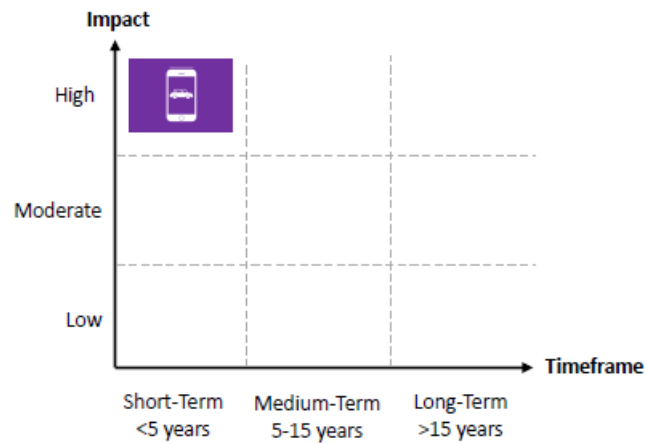 Impact
High
Moderate
Low
Timeframe
Short-Term
<5 years
Medium-Term
5-15 years
Long-Term
>15 years